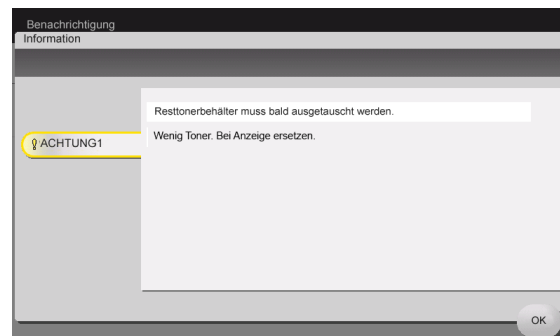 Benachrichtigung
Information
Resttonerbehälter muss bald ausgetauscht werden.
Wenig Toner. Bei Anzeige ersetzen.
ACHTUNG1
OK